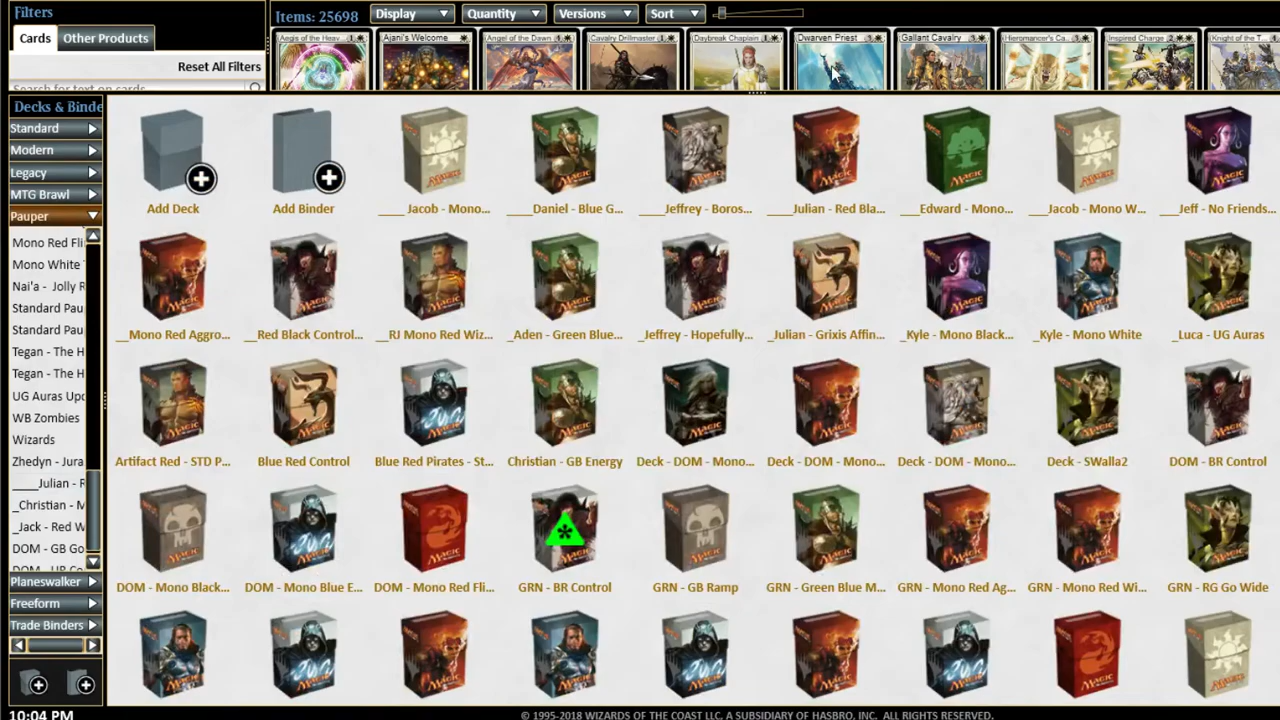 Filters
Cards
Other Products
Reset All Filters
Search for text on cards
Items: 25698
Display
Quantity
Versions
Sort
Aegis of the Heav
Ajani's Welcome
Angel of the Dawn
Cavalry Drillmaster
Daybreak Chaplain
Dwarven Priest
Gallant Cavalry
Hieromancer's Ca...
Inspired Charge
Knight of the T...
Decks & Binde
Standard
Modern
Legacy
MTG Brawl
Pauper
Mono Red Fli
Mono White
Nai'a - Jolly R
Standard Pau
Standard Pau
Tegan - The H
Tegan - The H
UG Auras Upc
WB Zombies
Wizards
Zhedyn - Jura
____Julian - R
_Christian - M
_Jack - Red W
DOM - GB Go
Planeswalker
Freeform
Trade Binders
10:04 PM
Add Deck
Add Binder
____ Jacob - Mono...
____Daniel - Blue G...
____Jeffrey - Boros...
____Julian - Red Bla...
___Edward - Mono...
___Jacob - Mono W...
___Jeff - No Friends...
__Mono Red Aggro...
__Red Black Control...
__RJ Mono Red Wiz...
_Aden - Green Blue...
_Jeffrey - Hopefully...
_Julian - Grixis Affin...
_Kyle - Mono Black...
_Kyle - Mono White
_Luca - UG Auras
Artifact Red - STD P...
Blue Red Control
Blue Red Pirates - St...
Christian - GB Energy
Deck - DOM - Mono...
Deck - DOM - Mono...
Deck - DOM - Mono...
Deck - SWalla2
DOM - BR Control
DOM - Mono Black...
DOM - Mono Blue E...
DOM - Mono Red Fli...
GRN - BR Control
GRN - GB Ramp
GRN - Green Blue M...
GRN - Mono Red Ag...
GRN - Mono Red Wi...
GRN - RG Go Wide
© 1995-2018 WIZARDS OF THE COAST LLC, A SUBSIDIARY OF HASBRO, INC. ALL RIGHTS RESERVED.